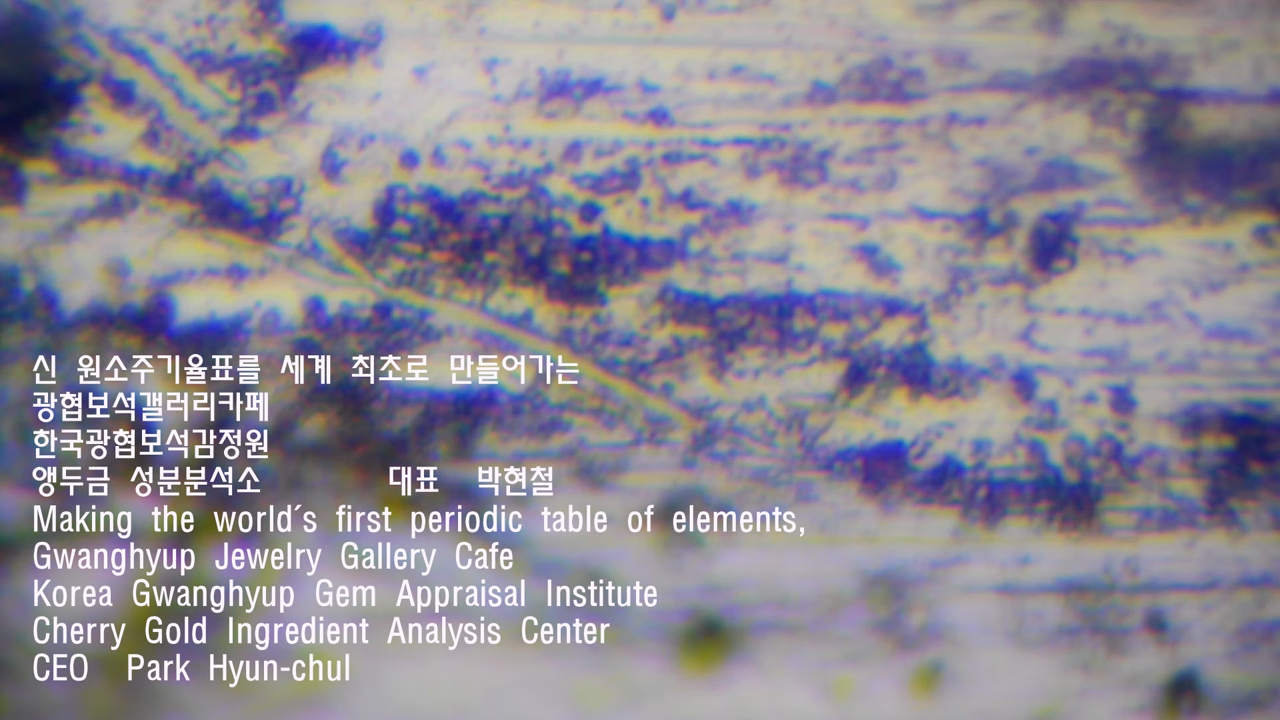 신 원소주기율표를 세계 최초로 만들어가는
광협보석갤러리카페
한국광협보석감정원
앵두금 성분분석소 대표 박현철
Making the world´s first periodic table of elements,
Gwanghyup Jewelry Gallery Cafe
Korea Gwanghyup Gem Appraisal Institute
Cherry Gold Ingredient Analysis Center
CEO Park Hyun-chul